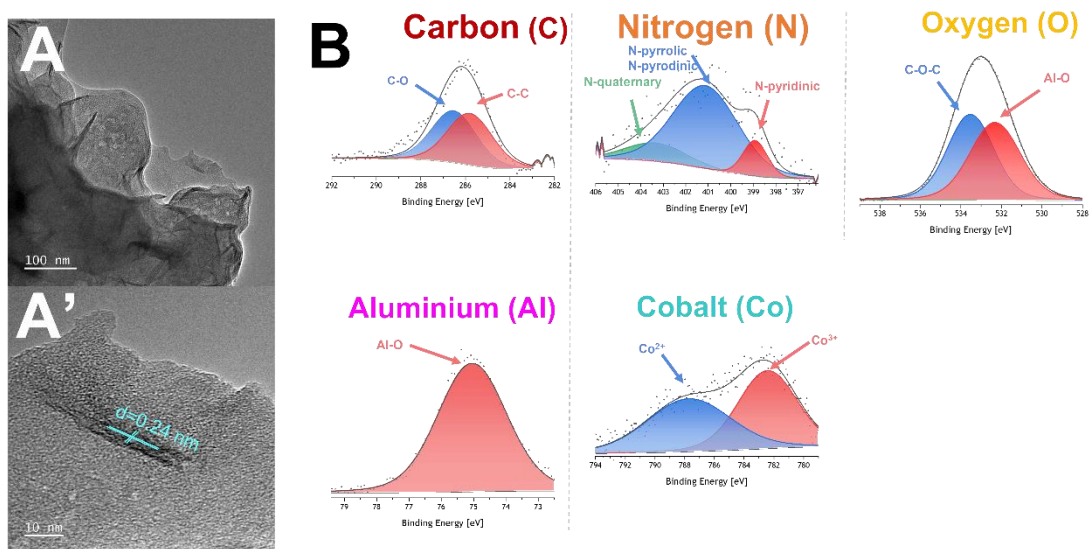 A
100 nm
A'
d=0.24 nm
10 nm
B
Carbon (C)
C-O
C-C
292 290 288 286 284 282
Binding Energy [eV]
Nitrogen (N)
N-pyrrolic
N-pyrodinic
N-quaternary
N-pyridinic
406 405 404 403 402 401 400 399 398 397
Binding Energy [eV]
Oxygen (O)
C-O-C
Al-O
538 536 534 532 530 528
Binding Energy [eV]
Aluminium (Al)
Al-O
79 78 77 76 75 74 73
Binding Energy [eV]
Cobalt (Co)
Co²⁺
Co³⁺
794 792 790 788 786 784 782 780
Binding Energy [eV]